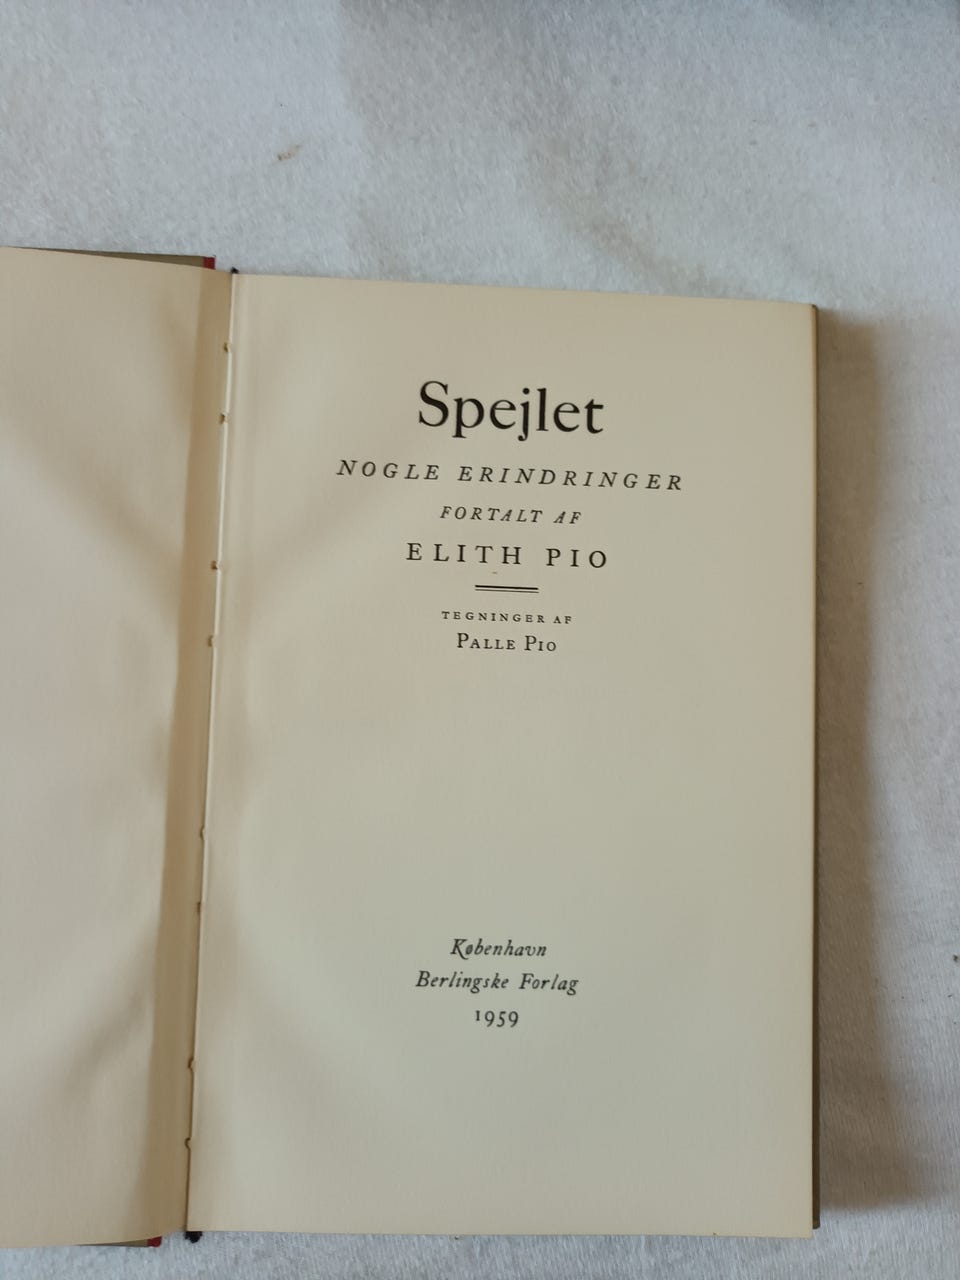 Spejlet
NOGLE ERINDRINGER
FORTALT AF
ELITH PIO
TEGNINGER AF
PALLE PIO
København
Berlingske Forlag
1959